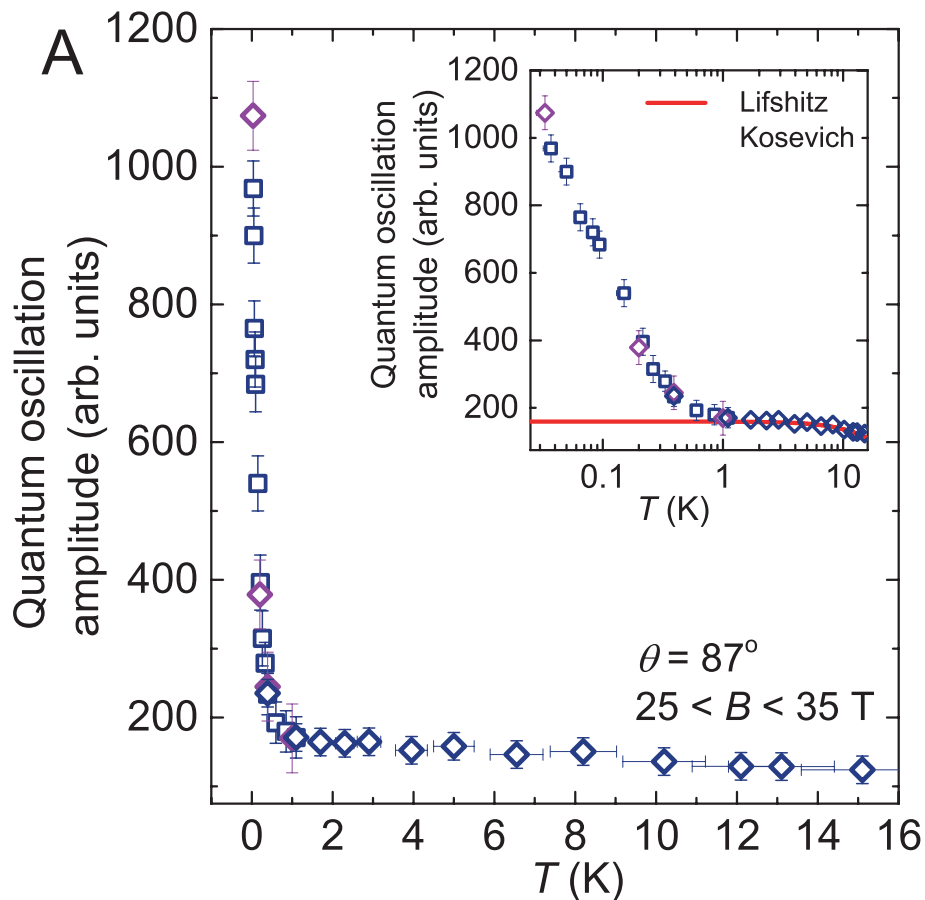 A
1200
1000
800
600
400
200
0
2
4
6
8
10
12
14
16
Quantum oscillation
amplitude (arb. units)
T (K)
θ = 87°
25 < B < 35 T
1200
1000
800
600
400
200
0.1
1
10
Quantum oscillation
amplitude (arb. units)
T (K)
Lifshitz
Kosevich